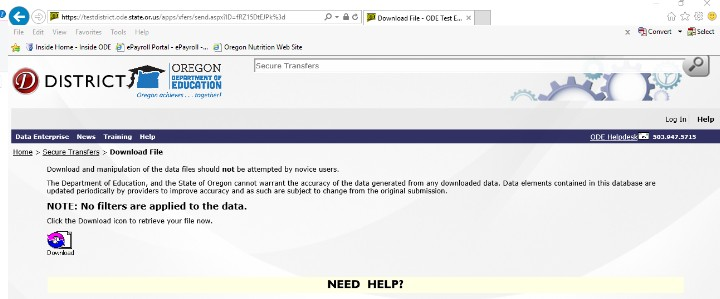 https://testdistrict.ode.state.or.us/apps/xfers/send.aspx?ID=fRZ15DtEJPk%3d
Download File - ODE Test E...
File Edit View Favorites Tools Help
Convert Select
Inside Home - Inside ODE ePayroll Portal - ePayroll -... Oregon Nutrition Web Site
D DISTRICT
OREGON
DEPARTMENT OF
EDUCATION
Oregon achieves . . . together!
Secure Transfers
Log In Help
Data Enterprise News Training Help
ODE Helpdesk 503.947.5715
Home > Secure Transfers > Download File
Download and manipulation of the data files should not be attempted by novice users.
The Department of Education, and the State of Oregon cannot warrant the accuracy of the data generated from any downloaded data. Data elements contained in this database are
updated periodically by providers to improve accuracy and as such are subject to change from the original submission.
NOTE: No filters are applied to the data.
Click the Download icon to retrieve your file now.
Download
NEED HELP?